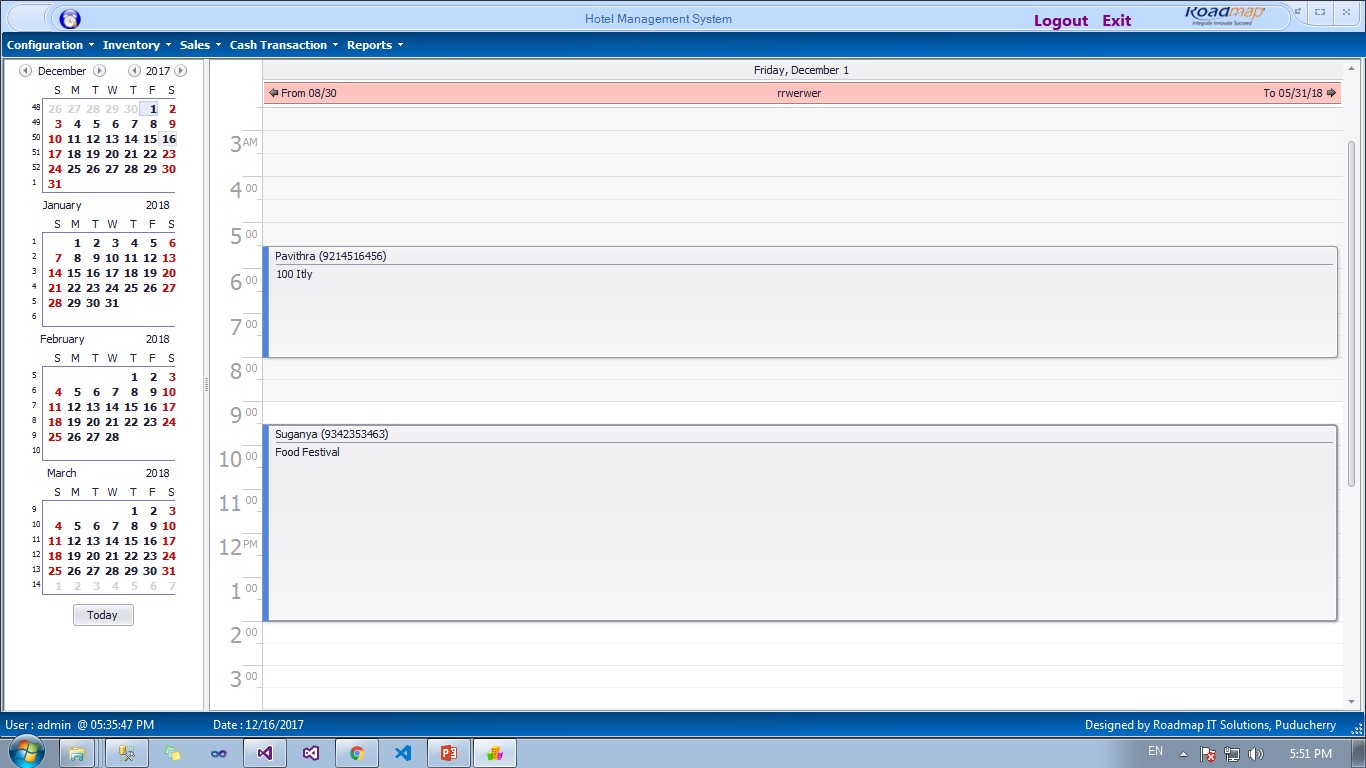 Hotel Management System
Logout Exit
Roadmap
Integrate Innovate Succeed
Configuration Inventory Sales Cash Transaction Reports
December 2017
S M T W T F S
48 26 27 28 29 30 1 2
49 3 4 5 6 7 8 9
50 10 11 12 13 14 15 16
51 17 18 19 20 21 22 23
52 24 25 26 27 28 29 30
1 31
January 2018
S M T W T F S
1 1 2 3 4 5 6
2 7 8 9 10 11 12 13
3 14 15 16 17 18 19 20
4 21 22 23 24 25 26 27
5 28 29 30 31
6
February 2018
S M T W T F S
5 1 2 3
6 4 5 6 7 8 9 10
7 11 12 13 14 15 16 17
8 18 19 20 21 22 23 24
9 25 26 27 28
10
March 2018
S M T W T F S
9 1 2 3
10 4 5 6 7 8 9 10
11 11 12 13 14 15 16 17
12 18 19 20 21 22 23 24
13 25 26 27 28 29 30 31
14 1 2 3 4 5 6 7
Today
Friday, December 1
From 08/30 rrwerwer To 05/31/18
3 AM
4 00
5 00
Pavithra (9214516456)
100 Itly
6 00
7 00
8 00
9 00
Suganya (9342353463)
Food Festival
10 00
11 00
12 PM
1 00
2 00
3 00
User : admin @ 05:35:47 PM Date : 12/16/2017 Designed by Roadmap IT Solutions, Puducherry
EN 5:51 PM